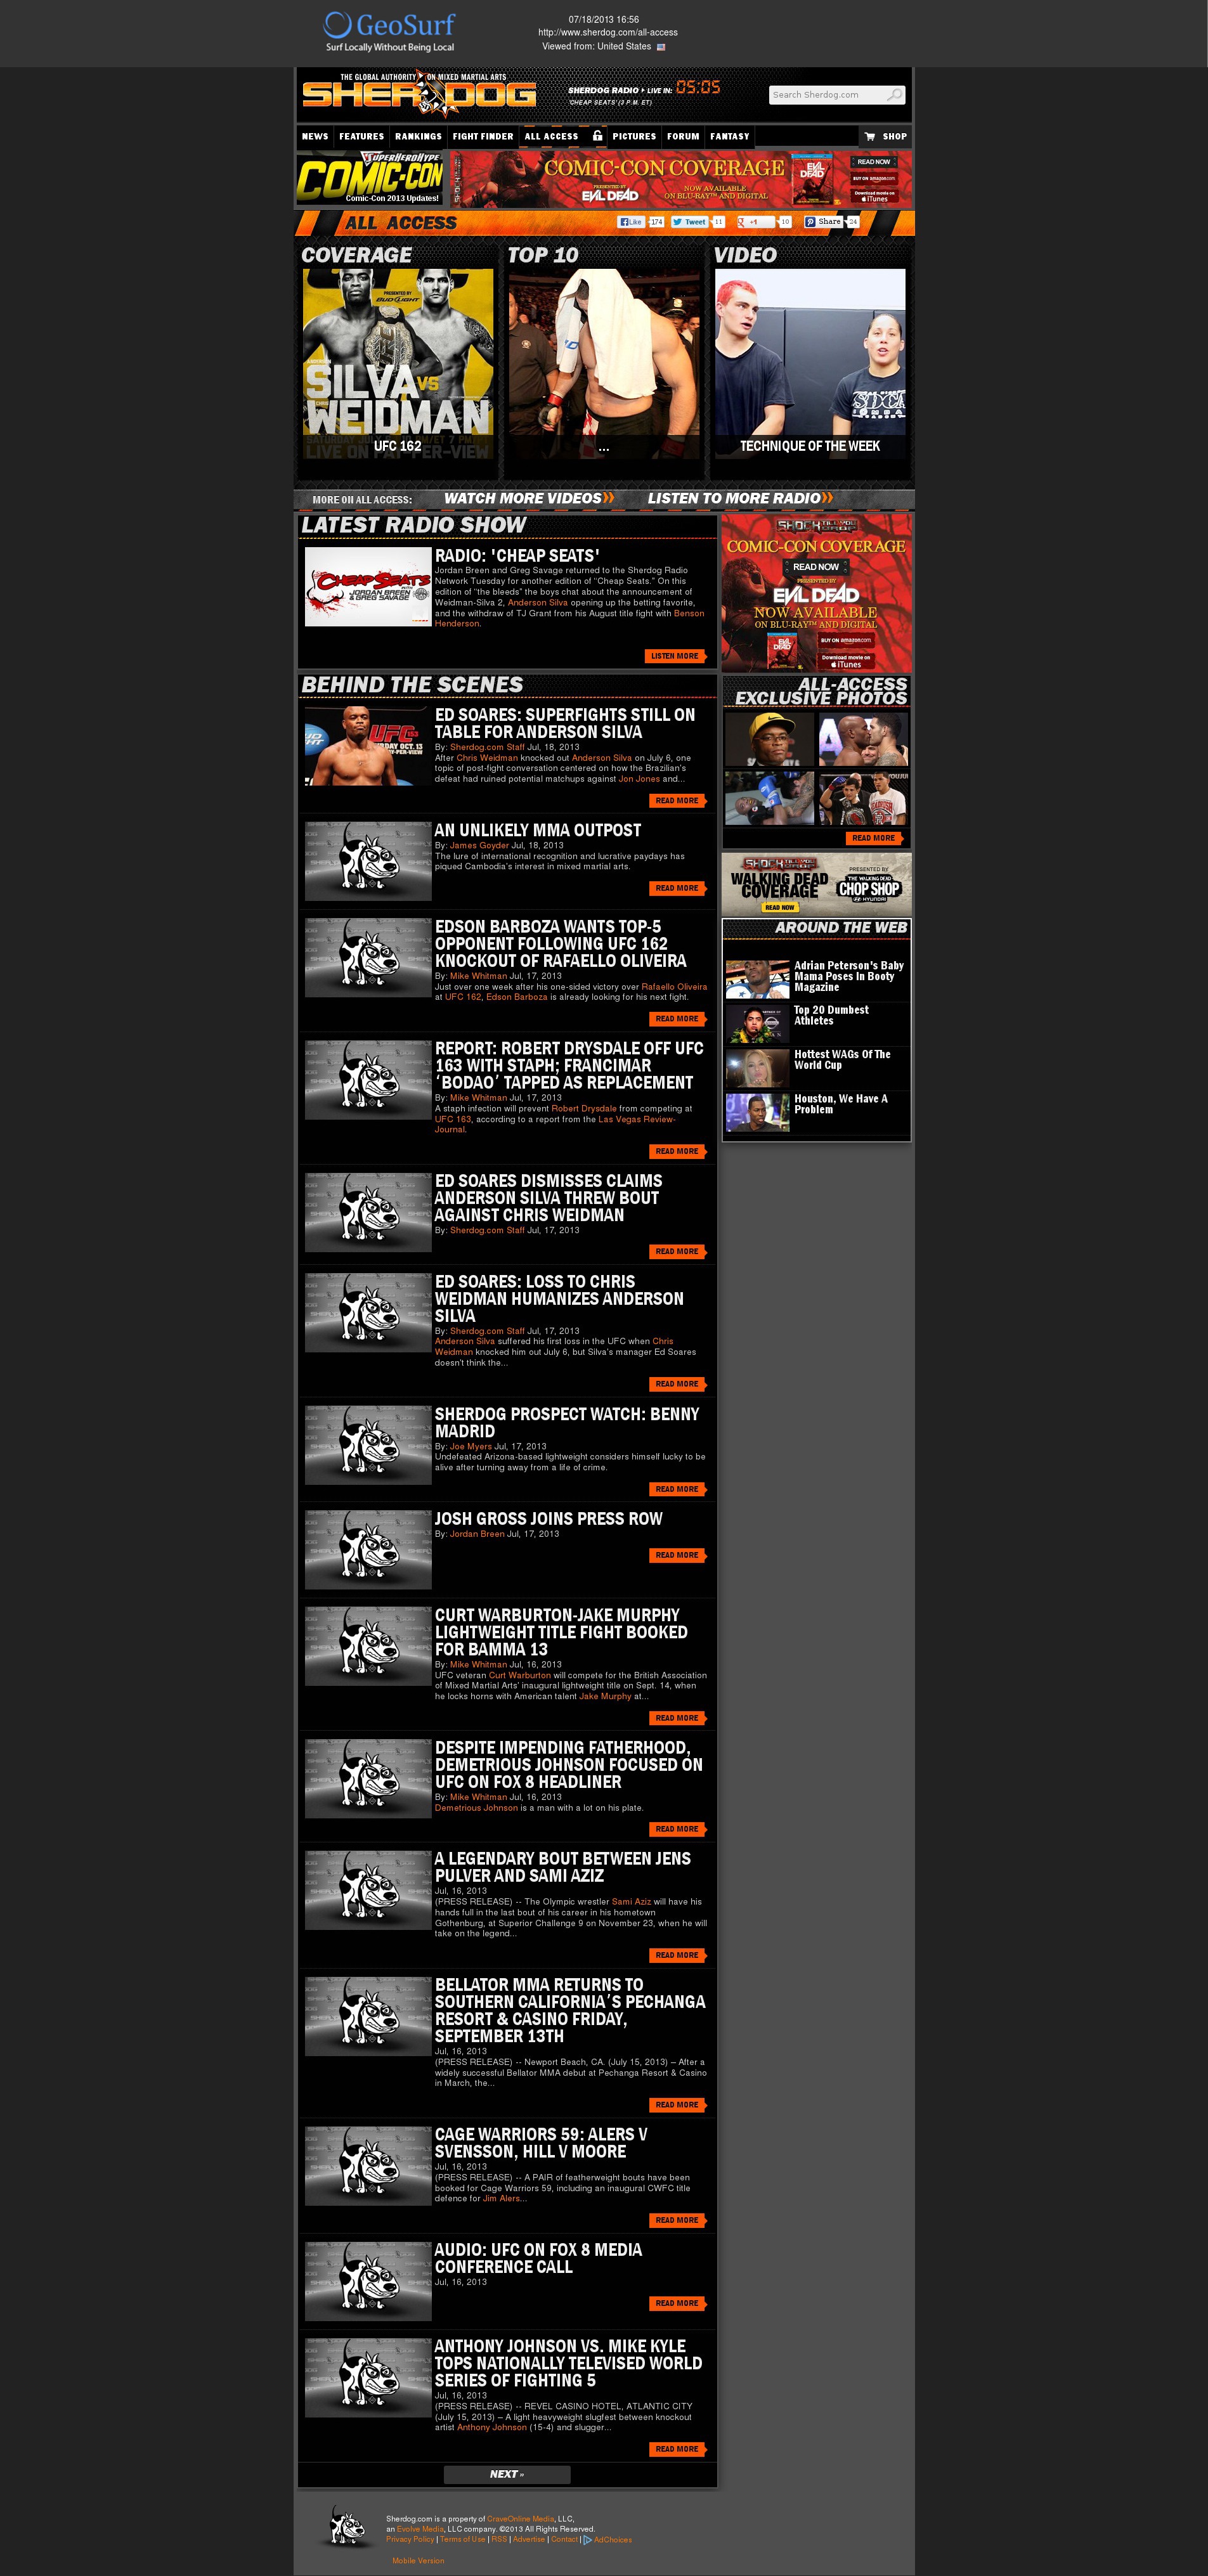 GeoSurf
Surf Locally Without Being Local
07/18/2013 16:56
http://www.sherdog.com/all-access
Viewed from: United States
THE GLOBAL AUTHORITY ON MIXED MARTIAL ARTS
SHERDOG
SHERDOG RADIO LIVE IN: 05:05
'CHEAP SEATS' (3 P.M. ET)
Search Sherdog.com
NEWS FEATURES RANKINGS FIGHT FINDER ALL ACCESS PICTURES FORUM FANTASY SHOP
SUPERHEROHYPE
COMIC-CON
Comic-Con 2013 Updates!
COMIC-CON COVERAGE
PRESENTED BY
EVIL DEAD
NOW AVAILABLE
ON BLU-RAY™ AND DIGITAL
READ NOW
BUY ON amazon.com
Download movie on
iTunes
ALL ACCESS
Like 174 Tweet 11 +1 10 Share 24
COVERAGE
TOP 10
VIDEO
PRESENTED BY
BUD LIGHT
SILVA VS
WEIDMAN
UFC 162
...
TECHNIQUE OF THE WEEK
MORE ON ALL ACCESS: WATCH MORE VIDEOS» LISTEN TO MORE RADIO»
LATEST RADIO SHOW
CHEAP SEATS
JORDAN BREEN
& GREG SAVAGE
RADIO: 'CHEAP SEATS'
Jordan Breen and Greg Savage returned to the Sherdog Radio
Network Tuesday for another edition of "Cheap Seats." On this
edition of "the bleeds" the boys chat about the announcement of
Weidman-Silva 2, Anderson Silva opening up the betting favorite,
and the withdraw of TJ Grant from his August title fight with Benson
Henderson.
LISTEN MORE
SHOCK TILL YOU DROP
COMIC-CON COVERAGE
READ NOW
PRESENTED BY
EVIL DEAD
NOW AVAILABLE
ON BLU-RAY™ AND DIGITAL
BUY ON amazon.com
Download movie on
iTunes
BEHIND THE SCENES
ED SOARES: SUPERFIGHTS STILL ON
TABLE FOR ANDERSON SILVA
By: Sherdog.com Staff Jul, 18, 2013
After Chris Weidman knocked out Anderson Silva on July 6, one
topic of post-fight conversation centered on how the Brazilian's
defeat had ruined potential matchups against Jon Jones and...
READ MORE
AN UNLIKELY MMA OUTPOST
By: James Goyder Jul, 18, 2013
The lure of international recognition and lucrative paydays has
piqued Cambodia's interest in mixed martial arts.
READ MORE
EDSON BARBOZA WANTS TOP-5
OPPONENT FOLLOWING UFC 162
KNOCKOUT OF RAFAELLO OLIVEIRA
By: Mike Whitman Jul, 17, 2013
Just over one week after his one-sided victory over Rafaello Oliveira
at UFC 162, Edson Barboza is already looking for his next fight.
READ MORE
REPORT: ROBERT DRYSDALE OFF UFC
163 WITH STAPH; FRANCIMAR
‘BODAO’ TAPPED AS REPLACEMENT
By: Mike Whitman Jul, 17, 2013
A staph infection will prevent Robert Drysdale from competing at
UFC 163, according to a report from the Las Vegas Review-
Journal.
READ MORE
ED SOARES DISMISSES CLAIMS
ANDERSON SILVA THREW BOUT
AGAINST CHRIS WEIDMAN
By: Sherdog.com Staff Jul, 17, 2013
READ MORE
ED SOARES: LOSS TO CHRIS
WEIDMAN HUMANIZES ANDERSON
SILVA
By: Sherdog.com Staff Jul, 17, 2013
Anderson Silva suffered his first loss in the UFC when Chris
Weidman knocked him out July 6, but Silva's manager Ed Soares
doesn't think the...
READ MORE
SHERDOG PROSPECT WATCH: BENNY
MADRID
By: Joe Myers Jul, 17, 2013
Undefeated Arizona-based lightweight considers himself lucky to be
alive after turning away from a life of crime.
READ MORE
JOSH GROSS JOINS PRESS ROW
By: Jordan Breen Jul, 17, 2013
READ MORE
CURT WARBURTON-JAKE MURPHY
LIGHTWEIGHT TITLE FIGHT BOOKED
FOR BAMMA 13
By: Mike Whitman Jul, 16, 2013
UFC veteran Curt Warburton will compete for the British Association
of Mixed Martial Arts' inaugural lightweight title on Sept. 14, when
he locks horns with American talent Jake Murphy at...
READ MORE
DESPITE IMPENDING FATHERHOOD,
DEMETRIOUS JOHNSON FOCUSED ON
UFC ON FOX 8 HEADLINER
By: Mike Whitman Jul, 16, 2013
Demetrious Johnson is a man with a lot on his plate.
READ MORE
A LEGENDARY BOUT BETWEEN JENS
PULVER AND SAMI AZIZ
Jul, 16, 2013
(PRESS RELEASE) -- The Olympic wrestler Sami Aziz will have his
hands full in the last bout of his career in his hometown
Gothenburg, at Superior Challenge 9 on November 23, when he will
take on the legend...
READ MORE
BELLATOR MMA RETURNS TO
SOUTHERN CALIFORNIA’S PECHANGA
RESORT & CASINO FRIDAY,
SEPTEMBER 13TH
Jul, 16, 2013
(PRESS RELEASE) -- Newport Beach, CA. (July 15, 2013) – After a
widely successful Bellator MMA debut at Pechanga Resort & Casino
in March, the...
READ MORE
CAGE WARRIORS 59: ALERS V
SVENSSON, HILL V MOORE
Jul, 16, 2013
(PRESS RELEASE) -- A PAIR of featherweight bouts have been
booked for Cage Warriors 59, including an inaugural CWFC title
defence for Jim Alers...
READ MORE
AUDIO: UFC ON FOX 8 MEDIA
CONFERENCE CALL
Jul, 16, 2013
READ MORE
ANTHONY JOHNSON VS. MIKE KYLE
TOPS NATIONALLY TELEVISED WORLD
SERIES OF FIGHTING 5
Jul, 16, 2013
(PRESS RELEASE) -- REVEL CASINO HOTEL, ATLANTIC CITY
(July 15, 2013) – A light heavyweight slugfest between knockout
artist Anthony Johnson (15-4) and slugger...
READ MORE
NEXT »
ALL-ACCESS
EXCLUSIVE PHOTOS
READ MORE
SHOCK TILL YOU DROP
WALKING DEAD
COVERAGE
READ NOW
PRESENTED BY
THE WALKING DEAD
CHOP SHOP
HYUNDAI
AROUND THE WEB
Adrian Peterson's Baby
Mama Poses In Booty
Magazine
Top 20 Dumbest
Athletes
Hottest WAGs Of The
World Cup
Houston, We Have A
Problem
Sherdog.com is a property of CraveOnline Media, LLC,
an Evolve Media, LLC company. ©2013 All Rights Reserved.
Privacy Policy | Terms of Use | RSS | Advertise | Contact | AdChoices
Mobile Version